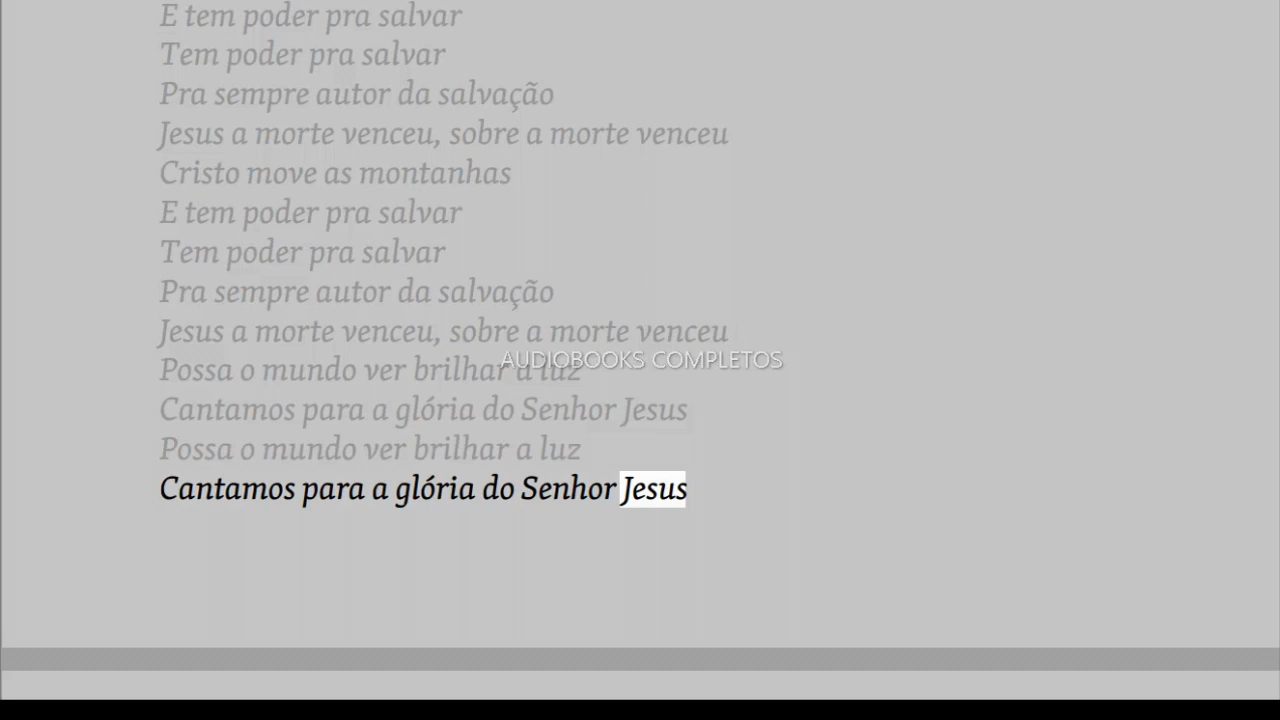 E tem poder pra salvar
Tem poder pra salvar
Pra sempre autor da salvação
Jesus a morte venceu, sobre a morte venceu
Cristo move as montanhas
E tem poder pra salvar
Tem poder pra salvar
Pra sempre autor da salvação
Jesus a morte venceu, sobre a morte venceu
AUDIOBOOKS COMPLETOS
Possa o mundo ver brilhar a luz
Cantamos para a glória do Senhor Jesus
Possa o mundo ver brilhar a luz
Cantamos para a glória do Senhor Jesus